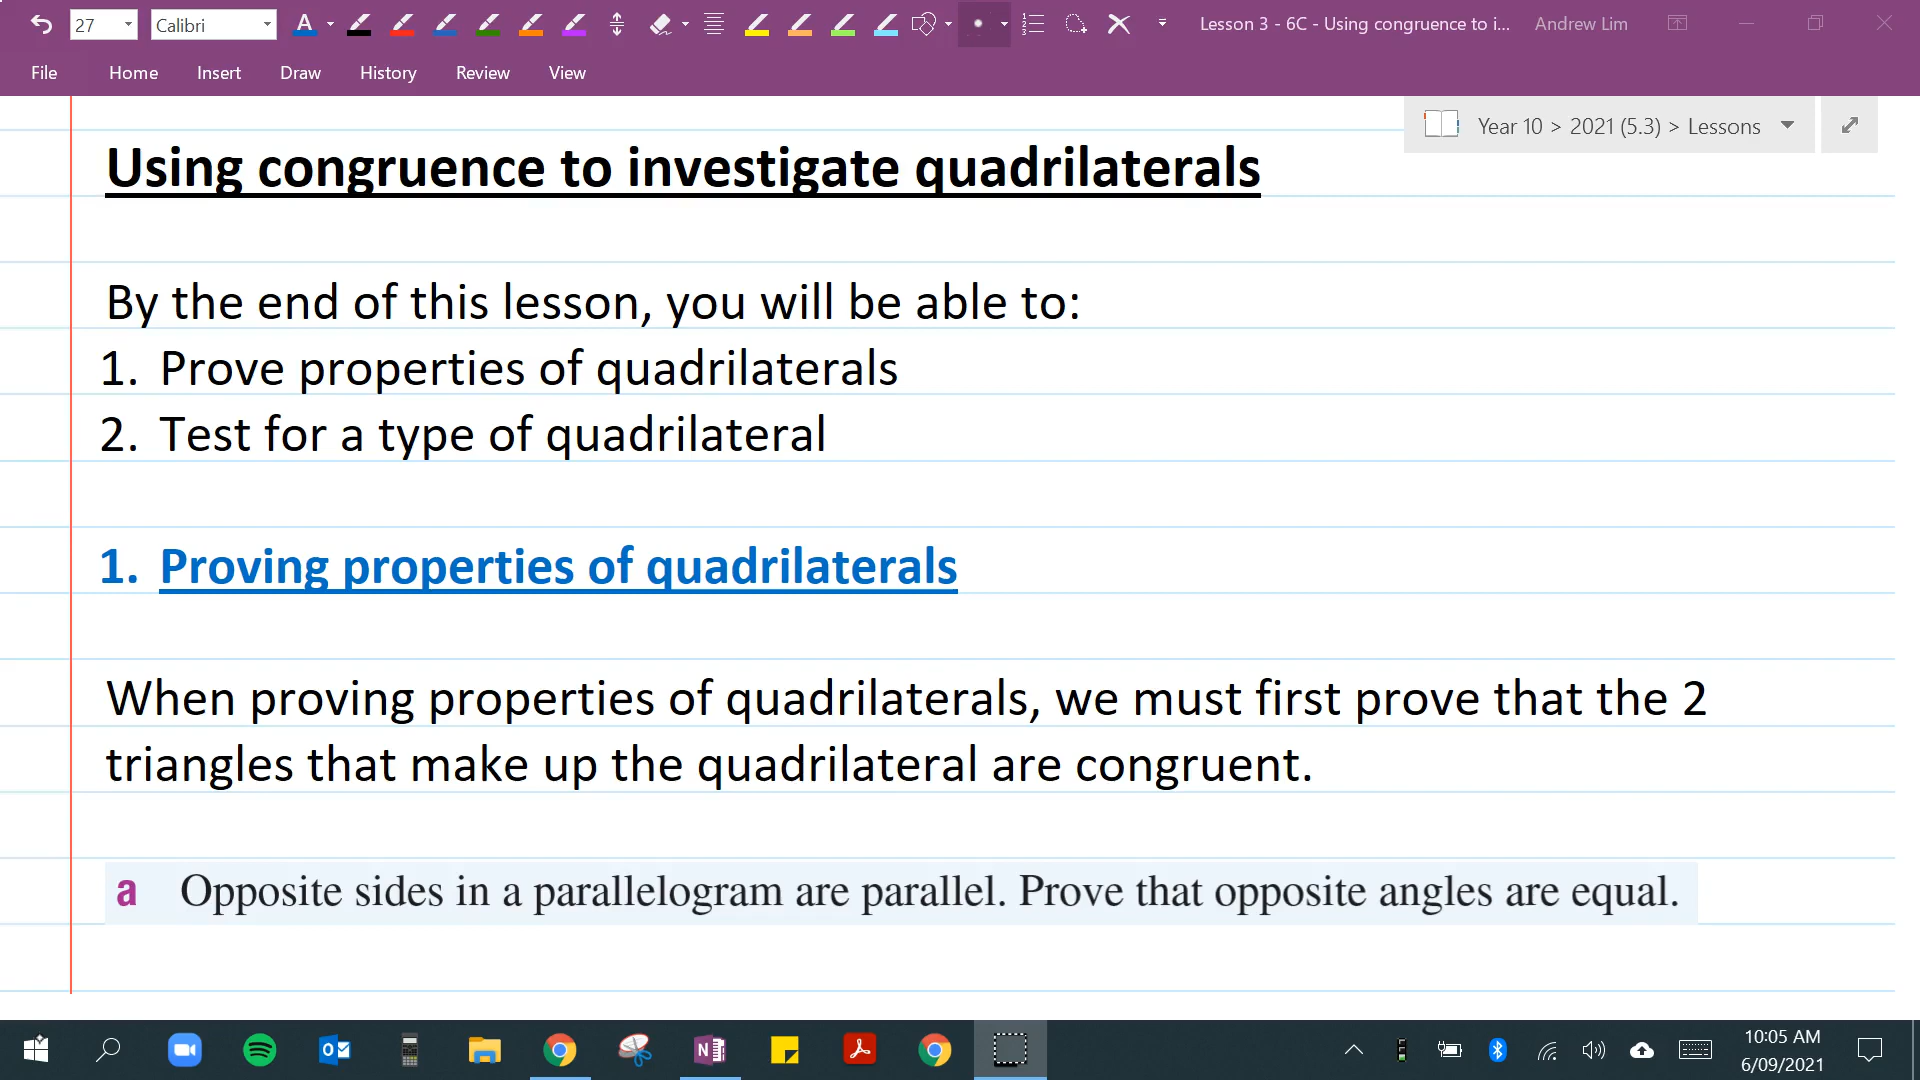 27 Calibri A Lesson 3 - 6C - Using congruence to i... Andrew Lim
File Home Insert Draw History Review View
Year 10 > 2021 (5.3) > Lessons
Using congruence to investigate quadrilaterals
By the end of this lesson, you will be able to:
1. Prove properties of quadrilaterals
2. Test for a type of quadrilateral
1. Proving properties of quadrilaterals
When proving properties of quadrilaterals, we must first prove that the 2
triangles that make up the quadrilateral are congruent.
a Opposite sides in a parallelogram are parallel. Prove that opposite angles are equal.
10:05 AM
6/09/2021